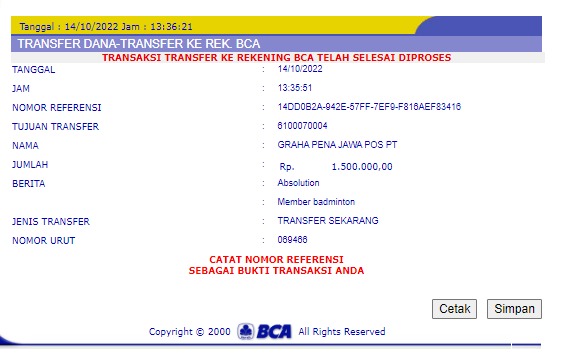 Tanggal : 14/10/2022 Jam : 13:36:21
TRANSFER DANA-TRANSFER KE REK. BCA
TRANSAKSI TRANSFER KE REKENING BCA TELAH SELESAI DIPROSES
TANGGAL : 14/10/2022
JAM : 13:35:51
NOMOR REFERENSI : 14DD0B2A-942E-57FF-7EF9-F816AEF83416
TUJUAN TRANSFER : 6100070004
NAMA : GRAHA PENA JAWA POS PT
JUMLAH : Rp. 1.500.000,00
BERITA : Absolution
: Member badminton
JENIS TRANSFER : TRANSFER SEKARANG
NOMOR URUT : 069466
CATAT NOMOR REFERENSI
SEBAGAI BUKTI TRANSAKSI ANDA
Cetak Simpan
Copyright © 2000 BCA All Rights Reserved